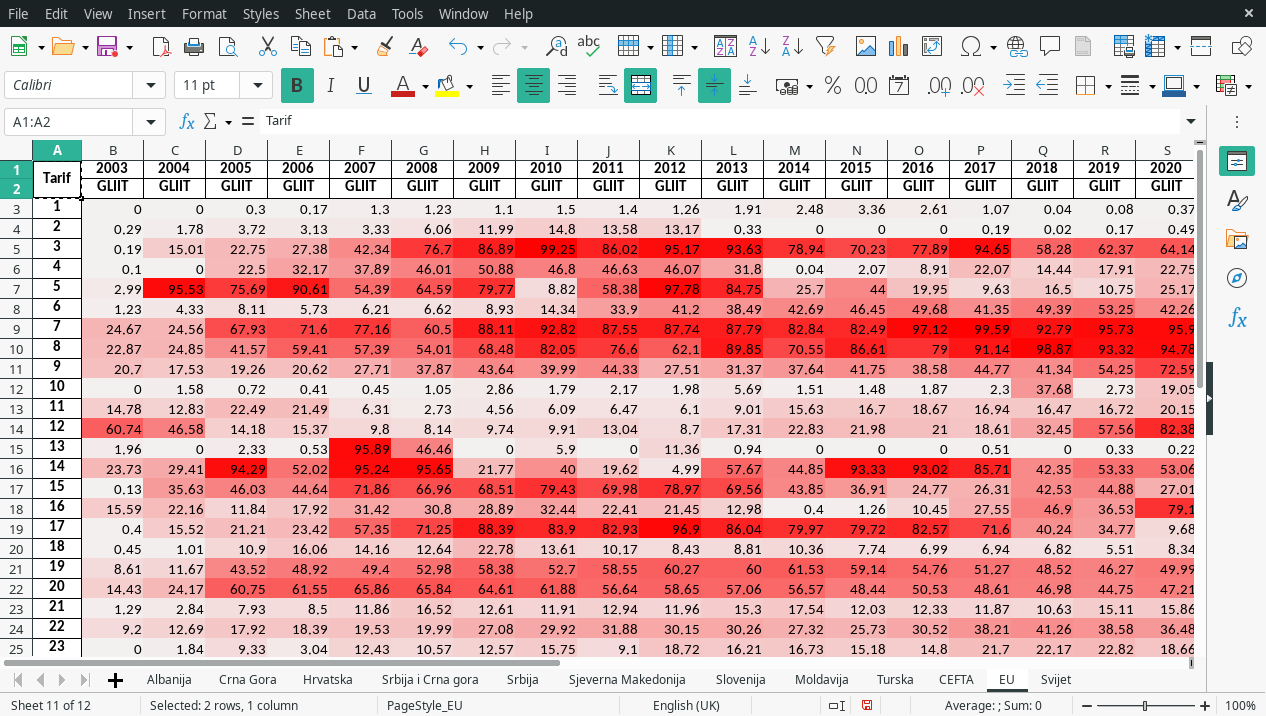 File Edit View Insert Format Styles Sheet Data Tools Window Help
Calibri 11 pt B I U A % 0,0 7 .00 .00
A1:A2 fx Σ = Tarif
A B C D E F G H I J K L M N O P Q R S
1 Tarif 2003 2004 2005 2006 2007 2008 2009 2010 2011 2012 2013 2014 2015 2016 2017 2018 2019 2020
2 GLIIT GLIIT GLIIT GLIIT GLIIT GLIIT GLIIT GLIIT GLIIT GLIIT GLIIT GLIIT GLIIT GLIIT GLIIT GLIIT GLIIT GLIIT
3 1 0 0 0,3 0,17 1,3 1,23 1,1 1,5 1,4 1,26 1,91 2,48 3,36 2,61 1,07 0,04 0,08 0,37
4 2 0,29 1,78 3,72 3,13 3,33 6,06 11,99 14,8 13,58 13,17 0,33 0 0 0 0,19 0,02 0,17 0,49
5 3 0,19 15,01 22,75 27,38 42,34 76,7 86,89 99,25 86,02 95,17 93,63 78,94 70,23 77,89 94,65 58,28 62,37 64,14
6 4 0,1 0 22,5 32,17 37,89 46,01 50,88 46,8 46,63 46,07 31,8 0,04 2,07 8,91 22,07 14,44 17,91 22,75
7 5 2,99 95,53 75,69 90,61 54,39 64,59 79,77 8,82 58,38 97,78 84,75 25,7 44 19,95 9,63 16,5 10,75 25,17
8 6 1,23 4,33 8,11 5,73 6,21 6,62 8,93 14,34 33,9 41,2 38,49 42,69 46,45 49,68 41,35 49,39 53,25 42,26
9 7 24,67 24,56 67,93 71,6 77,16 60,5 88,11 92,82 87,55 87,74 87,79 82,84 82,49 97,12 99,59 92,79 95,73 95,9
10 8 22,87 24,85 41,57 59,41 57,39 54,01 68,48 82,05 76,6 62,1 89,85 70,55 86,61 79 91,14 98,87 93,32 94,78
11 9 20,7 17,53 19,26 20,62 27,71 37,87 43,64 39,99 44,33 27,51 31,37 37,64 41,75 38,58 44,77 41,34 54,25 72,59
12 10 0 1,58 0,72 0,41 0,45 1,05 2,86 1,79 2,17 1,98 5,69 1,51 1,48 1,87 2,3 37,68 2,73 19,05
13 11 14,78 12,83 22,49 21,49 6,31 2,73 4,56 6,09 6,47 6,1 9,01 15,63 16,7 18,67 16,94 16,47 16,72 20,15
14 12 60,74 46,58 14,18 15,37 9,8 8,14 9,74 9,91 13,04 8,7 17,31 22,83 21,98 21 18,61 32,45 57,56 82,38
15 13 1,96 0 2,33 0,53 95,89 46,46 0 5,9 0 11,36 0,94 0 0 0 0,51 0 0,33 0,22
16 14 23,73 29,41 94,29 52,02 95,24 95,65 21,77 40 19,62 4,99 57,67 44,85 93,33 93,02 85,71 42,35 53,33 53,06
17 15 0,13 35,63 46,03 44,64 71,86 66,96 68,51 79,43 69,98 78,97 69,56 43,85 36,91 24,77 26,31 42,53 44,88 27,01
18 16 15,59 22,16 11,84 17,92 31,42 30,8 28,89 32,44 22,41 21,45 12,98 0,4 1,26 10,45 27,55 46,9 36,53 79,1
19 17 0,4 15,52 21,21 23,42 57,35 71,25 88,39 83,9 82,93 96,9 86,04 79,97 79,72 82,57 71,6 40,24 34,77 9,68
20 18 0,45 1,01 10,9 16,06 14,16 12,64 22,78 13,61 10,17 8,43 8,81 10,36 7,74 6,99 6,94 6,82 5,51 8,34
21 19 8,61 11,67 43,52 48,92 49,4 52,98 58,38 52,7 58,55 60,27 60 61,53 59,14 54,76 51,27 48,52 46,27 49,99
22 20 14,43 24,17 60,75 61,55 65,86 65,84 64,61 61,88 56,64 58,65 57,06 56,57 48,44 50,53 48,61 46,98 44,75 47,21
23 21 1,29 2,84 7,93 8,5 11,86 16,52 12,61 11,91 12,94 11,96 15,3 17,54 12,03 12,33 11,87 10,63 15,11 15,86
24 22 9,2 12,69 17,92 18,39 19,53 19,99 27,08 29,92 31,88 30,15 30,26 27,32 25,73 30,52 38,21 41,26 38,58 36,48
25 23 0 1,84 9,33 3,04 12,43 10,57 12,57 15,75 9,1 18,72 16,21 16,73 15,18 14,8 21,7 22,17 22,82 18,66
Albanija Crna Gora Hrvatska Srbija i Crna gora Srbija Sjeverna Makedonija Slovenija Moldavija Turska CEFTA EU Svijet
Sheet 11 of 12 Selected: 2 rows, 1 column PageStyle_EU English (UK) Average: ; Sum: 0 100%